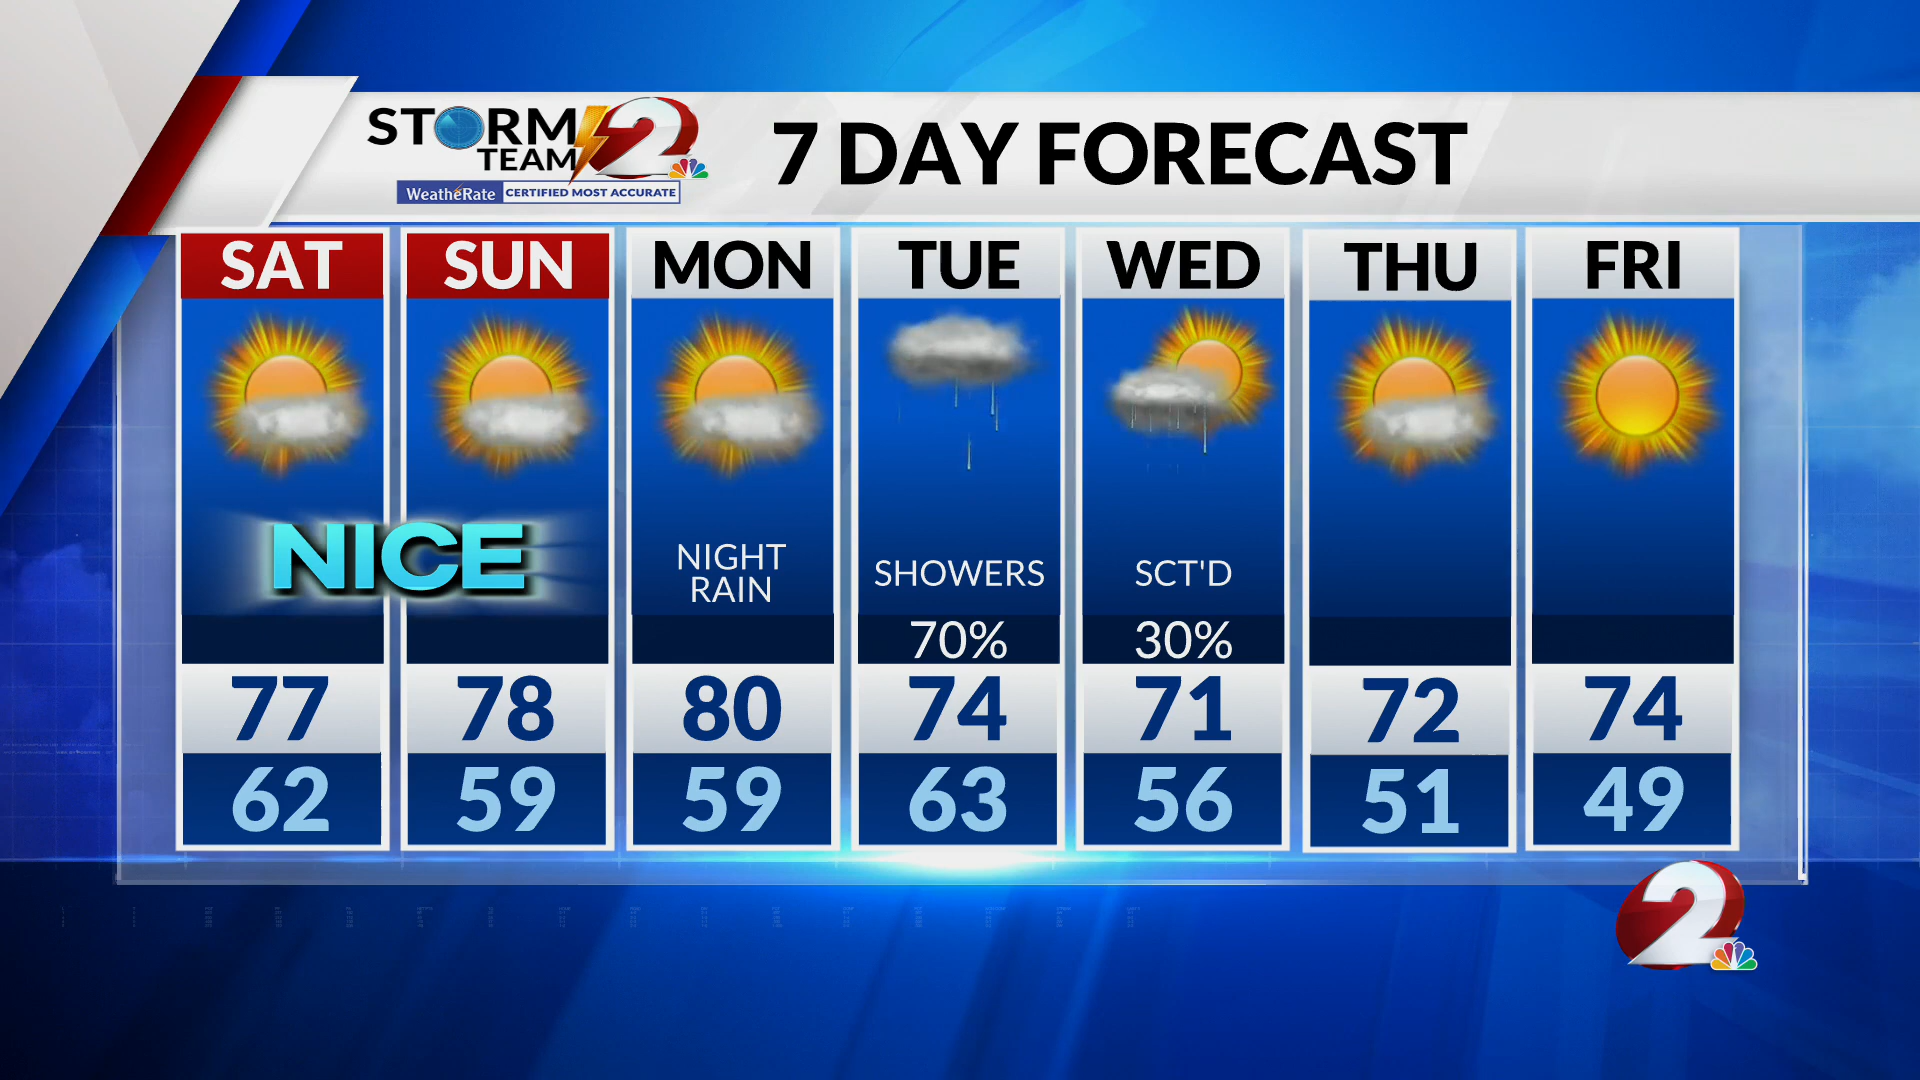 STORM
TEAM 2
WeatheRate CERTIFIED MOST ACCURATE
7 DAY FORECAST
SAT SUN MON TUE WED THU FRI
NICE
NIGHT
RAIN
SHOWERS
SCT'D
70% 30%
77 78 80 74 71 72 74
62 59 59 63 56 51 49
2